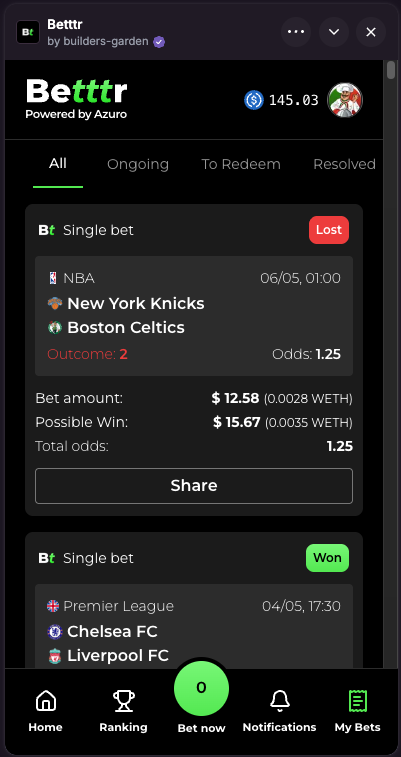 Bt
Betttr
by builders-garden
Betttr
Powered by Azuro
145.03
All
Ongoing
To Redeem
Resolved
Bt Single bet
Lost
NBA
06/05, 01:00
New York Knicks
Boston Celtics
Outcome: 2
Odds: 1.25
Bet amount:
$ 12.58 (0.0028 WETH)
Possible Win:
$ 15.67 (0.0035 WETH)
Total odds:
1.25
Share
Bt Single bet
Won
Premier League
04/05, 17:30
Chelsea FC
Liverpool FC
0
Home
Ranking
Bet now
Notifications
My Bets